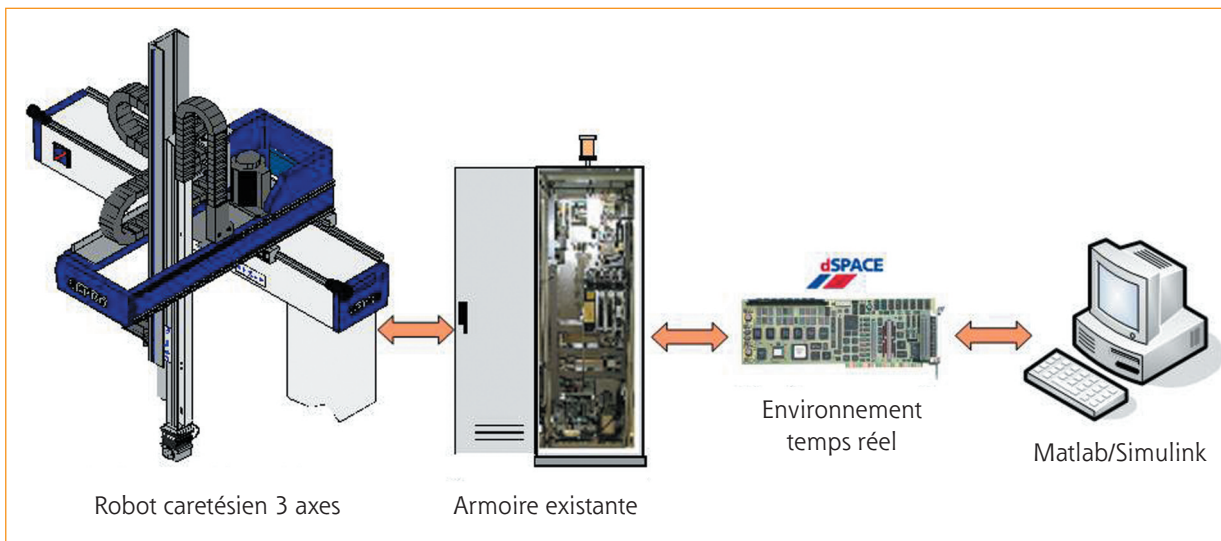 dSPACE
Environnement
temps réel
Matlab/Simulink
Robot caretésien 3 axes
Armoire existante